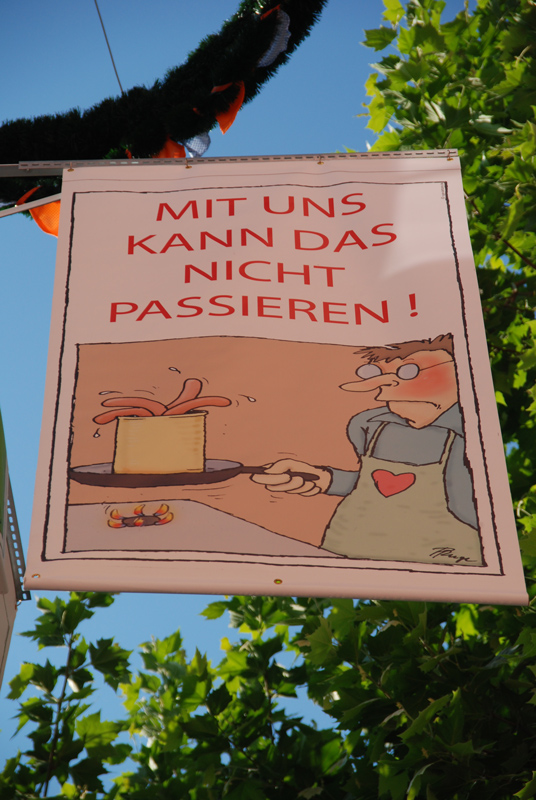 MIT UNS
KANN DAS
NICHT
PASSIEREN !